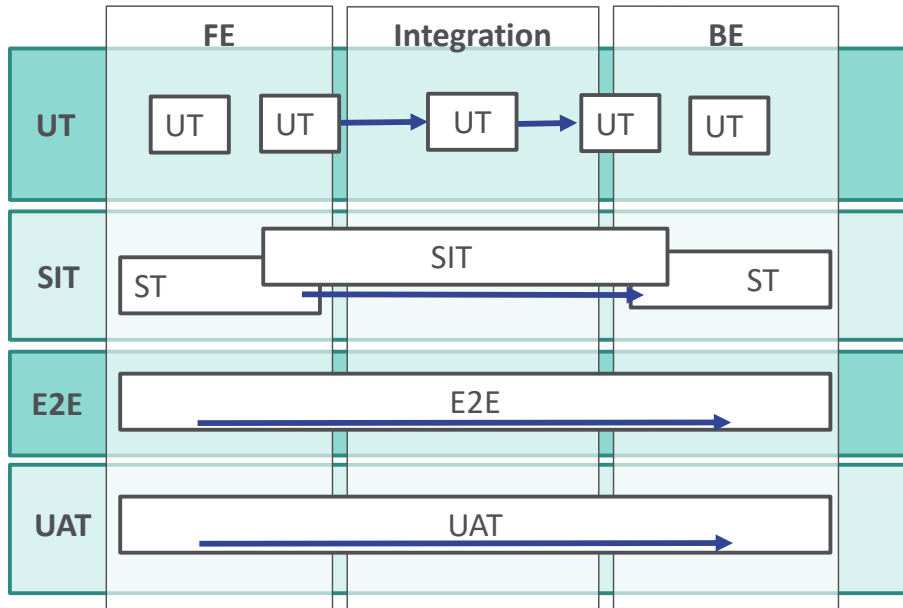 FE Integration BE
UT UT UT UT UT UT
SIT ST SIT ST
E2E E2E
UAT UAT